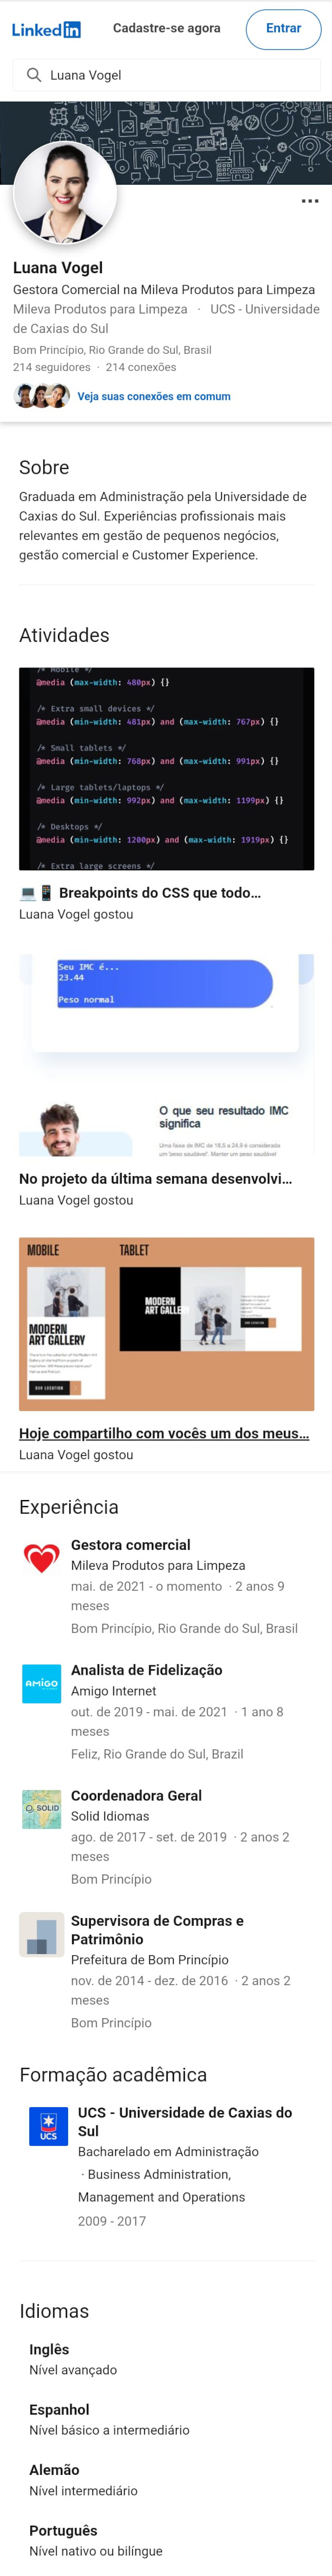 LinkedIn
Cadastre-se agora
Entrar
Luana Vogel
Luana Vogel
Gestora Comercial na Mileva Produtos para Limpeza
Mileva Produtos para Limpeza · UCS - Universidade
de Caxias do Sul
Bom Princípio, Rio Grande do Sul, Brasil
214 seguidores · 214 conexões
Veja suas conexões em comum
Sobre
Graduada em Administração pela Universidade de
Caxias do Sul. Experiências profissionais mais
relevantes em gestão de pequenos negócios,
gestão comercial e Customer Experience.
Atividades
/* Mobile */
@media (max-width: 480px) {}
/* Extra small devices */
@media (min-width: 481px) and (max-width: 767px) {}
/* Small tablets */
@media (min-width: 768px) and (max-width: 991px) {}
/* Large tablets/laptops */
@media (min-width: 992px) and (max-width: 1199px) {}
/* Desktops */
@media (min-width: 1200px) and (max-width: 1919px) {}
/* Extra large screens */
💻📱 Breakpoints do CSS que todo…
Luana Vogel gostou
Seu IMC é...
23.44
Peso normal
O que seu resultado IMC
significa
Uma faixa de IMC de 18,5 a 24,9 é considerada
No projeto da última semana desenvolvi…
Luana Vogel gostou
MOBILE
TABLET
MODERN
ART GALLERY
OUR LOCATION
MODERN
ART GALLERY
OUR LOCATION
Hoje compartilho com vocês um dos meus…
Luana Vogel gostou
Experiência
Gestora comercial
Mileva Produtos para Limpeza
mai. de 2021 - o momento · 2 anos 9
meses
Bom Princípio, Rio Grande do Sul, Brasil
AMIGO
Analista de Fidelização
Amigo Internet
out. de 2019 - mai. de 2021 · 1 ano 8
meses
Feliz, Rio Grande do Sul, Brazil
SOLID
Coordenadora Geral
Solid Idiomas
ago. de 2017 - set. de 2019 · 2 anos 2
meses
Bom Princípio
Supervisora de Compras e
Patrimônio
Prefeitura de Bom Princípio
nov. de 2014 - dez. de 2016 · 2 anos 2
meses
Bom Princípio
Formação acadêmica
UCS
UCS - Universidade de Caxias do
Sul
Bacharelado em Administração
· Business Administration,
Management and Operations
2009 - 2017
Idiomas
Inglês
Nível avançado
Espanhol
Nível básico a intermediário
Alemão
Nível intermediário
Português
Nível nativo ou bilíngue